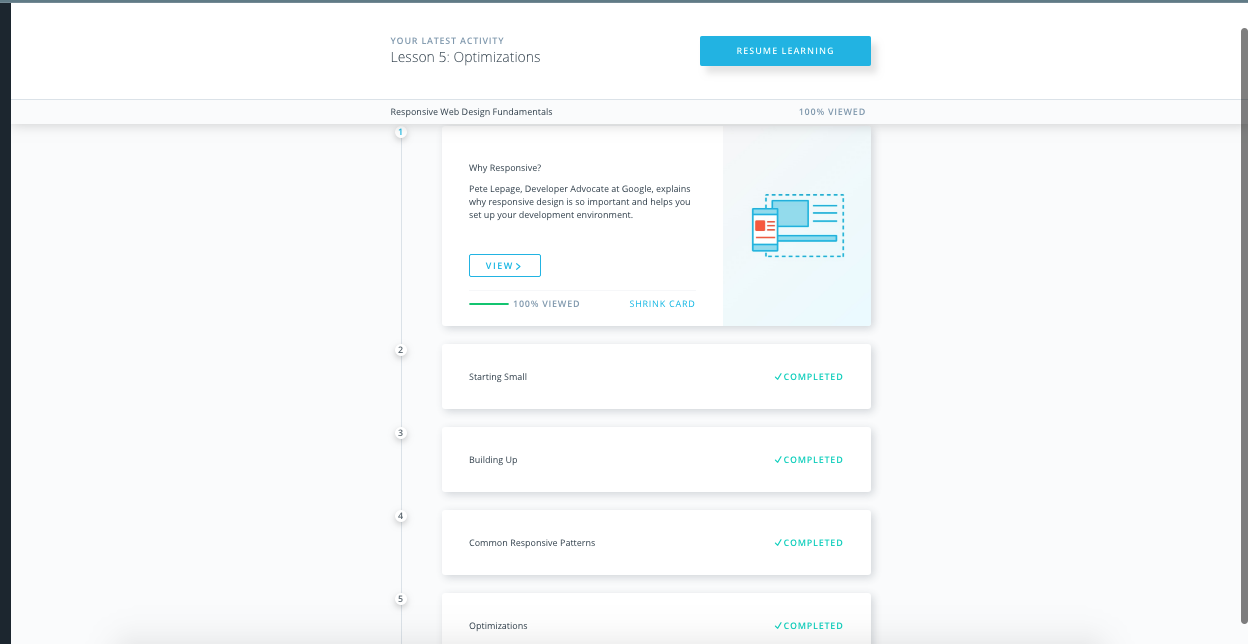 YOUR LATEST ACTIVITY
Lesson 5: Optimizations
RESUME LEARNING
Responsive Web Design Fundamentals
100% VIEWED
1
Why Responsive?
Pete Lepage, Developer Advocate at Google, explains
why responsive design is so important and helps you
set up your development environment.
VIEW
100% VIEWED
SHRINK CARD
2
Starting Small
COMPLETED
3
Building Up
COMPLETED
4
Common Responsive Patterns
COMPLETED
5
Optimizations
COMPLETED